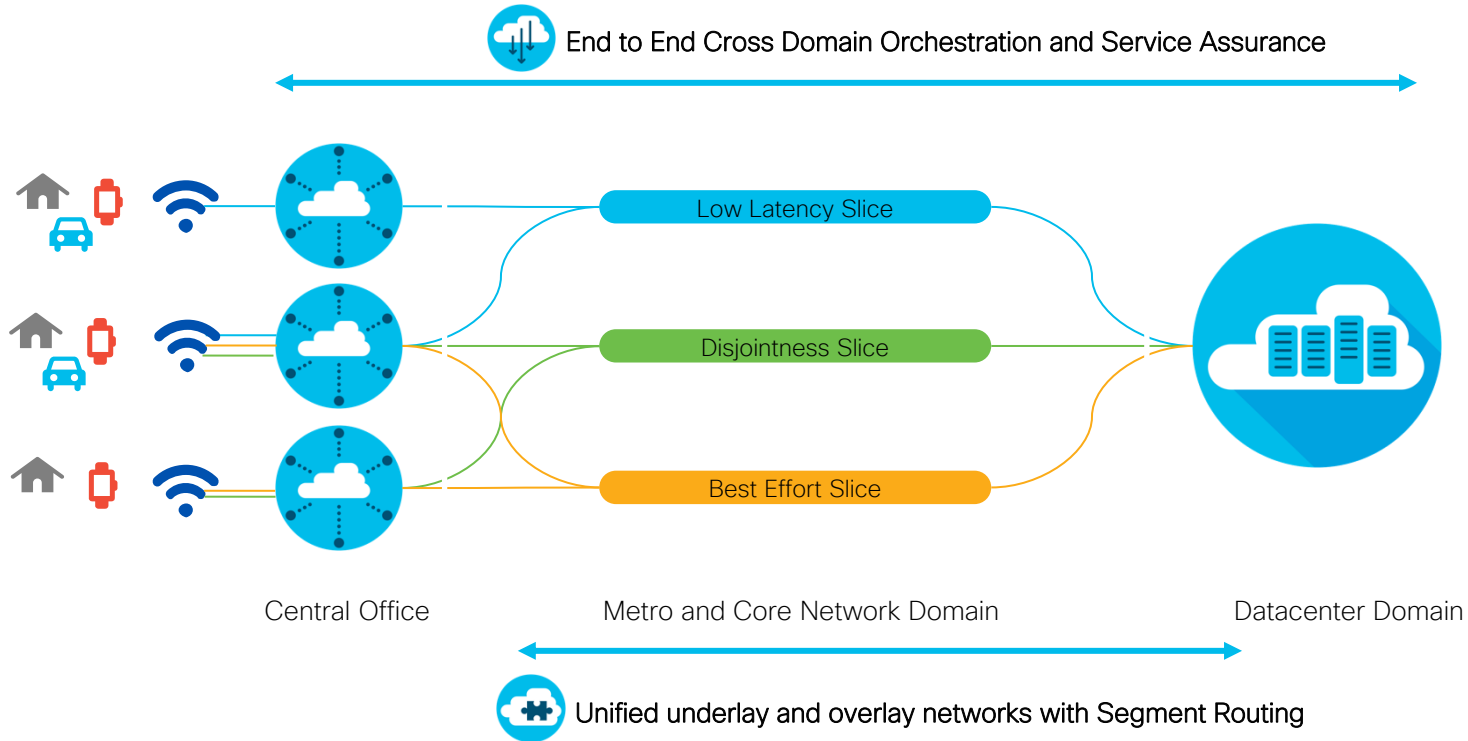 End to End Cross Domain Orchestration and Service Assurance
Low Latency Slice
Disjointness Slice
Best Effort Slice
Central Office
Metro and Core Network Domain
Datacenter Domain
Unified underlay and overlay networks with Segment Routing